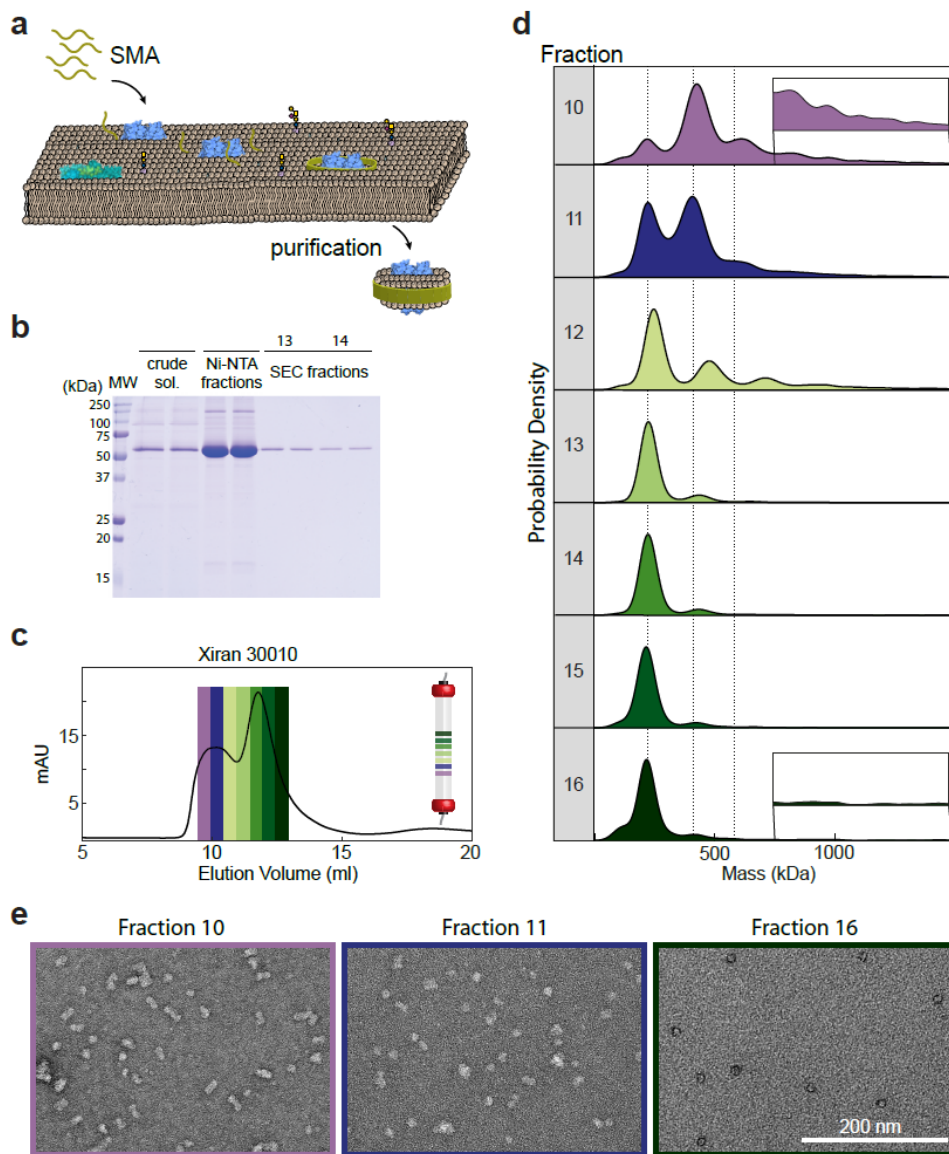 a
SMA
purification
b
13 14
crude sol. Ni-NTA fractions SEC fractions
(kDa) MW
250
100
75
50
37
25
20
15
c
Xiran 30010
mAU
15
5
5 10 15 20
Elution Volume (ml)
d
Fraction
10
11
12
13
14
15
16
Probability Density
500 1000
Mass (kDa)
e
Fraction 10 Fraction 11 Fraction 16
200 nm